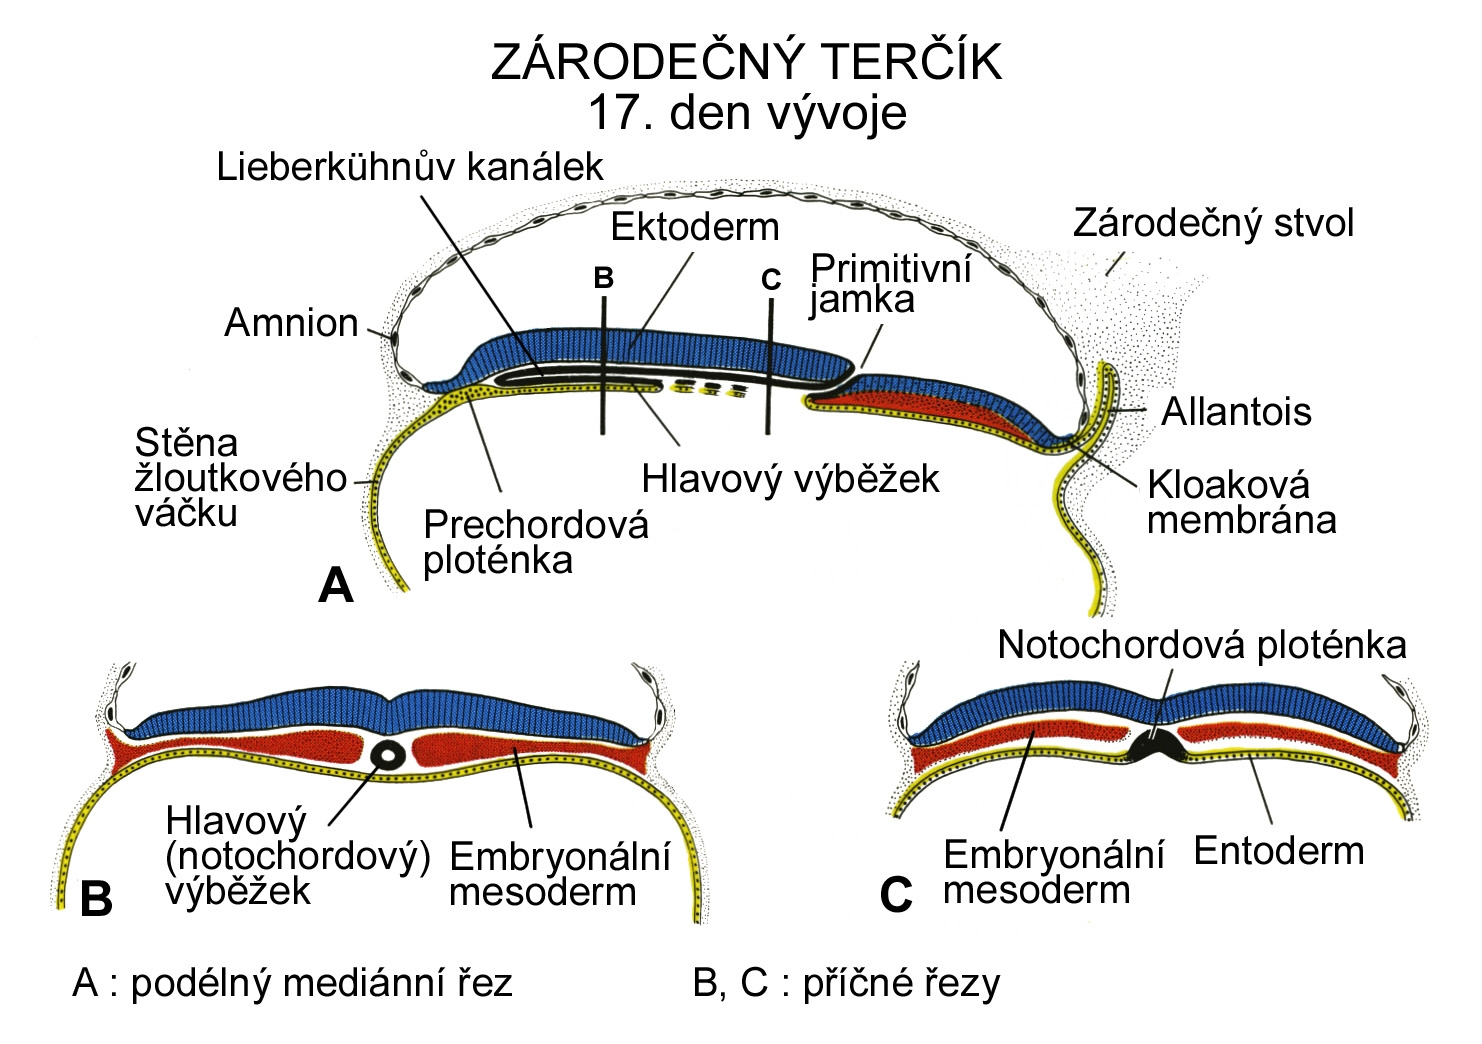 ZÁRODEČNÝ TERČÍK
17. den vývoje
Lieberkühnův kanálek
Ektoderm
Zárodečný stvol
B
C
Primitivní
jamka
Amnion
Allantois
Stěna
žloutkového
váčku
Hlavový výběžek
Kloaková
membrána
Prechordová
ploténka
A
Notochordová ploténka
Hlavový
(notochordový)
výběžek
Embryonální
mesoderm
B
Embryonální
mesoderm
Entoderm
C
A : podélný mediánní řez
B, C : příčné řezy